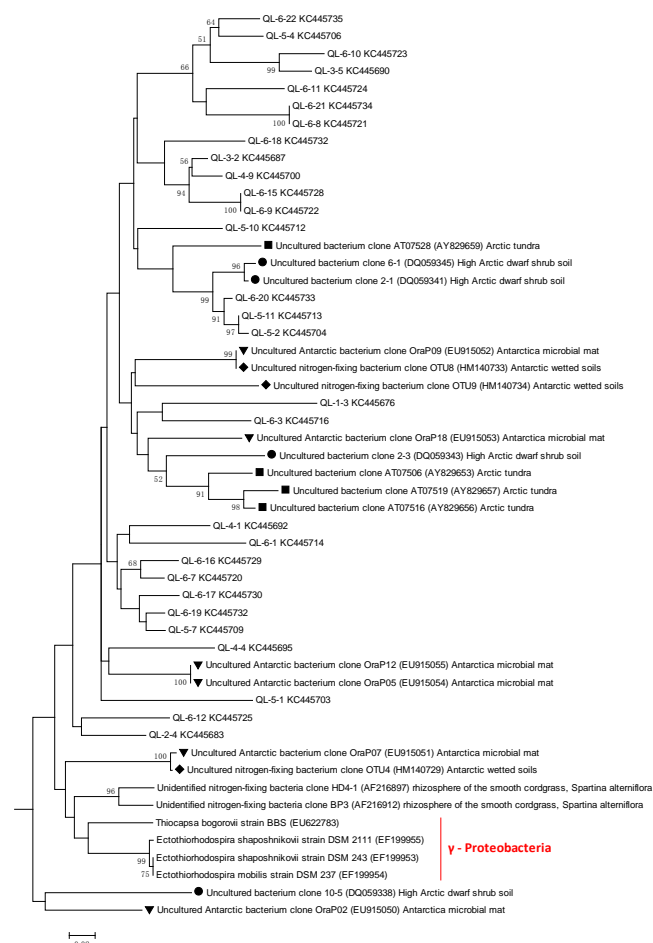 64
QL-6-22 KC445735
QL-5-4 KC445706
51
QL-6-10 KC445723
99
QL-3-5 KC445690
66
QL-6-11 KC445724
QL-6-21 KC445734
100
QL-6-8 KC445721
QL-6-18 KC445732
56
QL-3-2 KC445687
QL-4-9 KC445700
94
QL-6-15 KC445728
100
QL-6-9 KC445722
QL-5-10 KC445712
Uncultured bacterium clone AT07528 (AY829659) Arctic tundra
96
Uncultured bacterium clone 6-1 (DQ059345) High Arctic dwarf shrub soil
Uncultured bacterium clone 2-1 (DQ059341) High Arctic dwarf shrub soil
99
QL-6-20 KC445733
91
QL-5-11 KC445713
97
QL-5-2 KC445704
Uncultured Antarctic bacterium clone OraP09 (EU915052) Antarctica microbial mat
99
Uncultured nitrogen-fixing bacterium clone OTU8 (HM140733) Antarctic wetted soils
Uncultured nitrogen-fixing bacterium clone OTU9 (HM140734) Antarctic wetted soils
QL-1-3 KC445676
QL-6-3 KC445716
Uncultured Antarctic bacterium clone OraP18 (EU915053) Antarctica microbial mat
Uncultured bacterium clone 2-3 (DQ059343) High Arctic dwarf shrub soil
52
Uncultured bacterium clone AT07506 (AY829653) Arctic tundra
91
Uncultured bacterium clone AT07519 (AY829657) Arctic tundra
98
Uncultured bacterium clone AT07516 (AY829656) Arctic tundra
QL-4-1 KC445692
QL-6-1 KC445714
68
QL-6-16 KC445729
QL-6-7 KC445720
QL-6-17 KC445730
QL-6-19 KC445732
QL-5-7 KC445709
QL-4-4 KC445695
Uncultured Antarctic bacterium clone OraP12 (EU915055) Antarctica microbial mat
100
Uncultured Antarctic bacterium clone OraP05 (EU915054) Antarctica microbial mat
QL-5-1 KC445703
QL-6-12 KC445725
QL-2-4 KC445683
100
Uncultured Antarctic bacterium clone OraP07 (EU915051) Antarctica microbial mat
Uncultured nitrogen-fixing bacterium clone OTU4 (HM140729) Antarctic wetted soils
Unidentified nitrogen-fixing bacteria clone HD4-1 (AF216897) rhizosphere of the smooth cordgrass, Spartina alterniflora
96
Unidentified nitrogen-fixing bacteria clone BP3 (AF216912) rhizosphere of the smooth cordgrass, Spartina alterniflora
Thiocapsa bogorovii strain BBS (EU622783)
Ectothiorhodospira shaposhnikovii strain DSM 2111 (EF199955)
γ - Proteobacteria
99
Ectothiorhodospira shaposhnikovii strain DSM 243 (EF199953)
75
Ectothiorhodospira mobilis strain DSM 237 (EF199954)
Uncultured bacterium clone 10-5 (DQ059338) High Arctic dwarf shrub soil
Uncultured Antarctic bacterium clone OraP02 (EU915050) Antarctica microbial mat